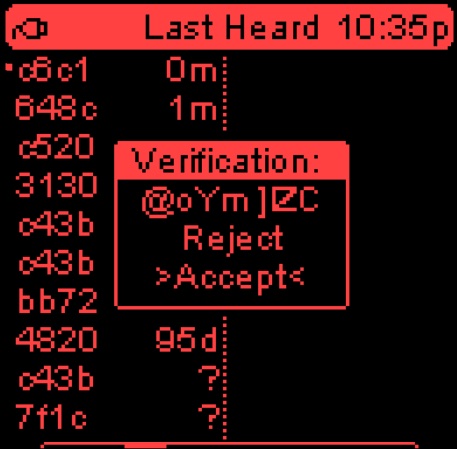 Last Heard 10:35p
c6c1 0m
648c 1m
c520
3130
c43b
c43b
bb72
4820 95d
c43b ?
7f1c ?
Verification:
@oYm]☑C
Reject
>Accept<